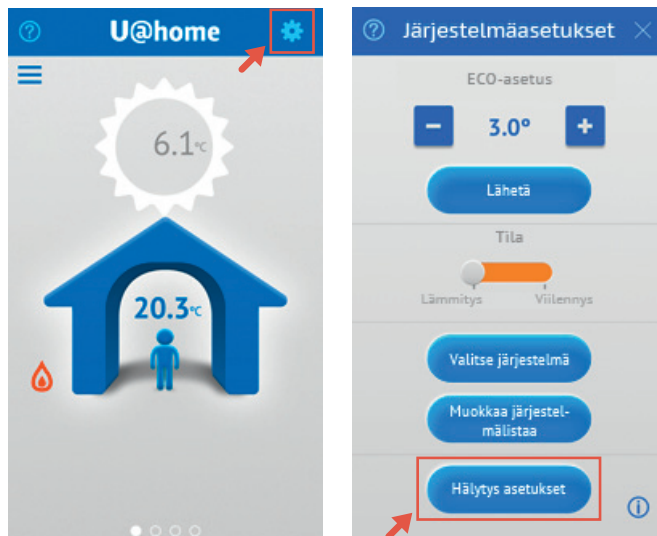 U@home
6.1°C
20.3°C
Järjestelmäasetukset
ECO-asetus
3.0°
Lähetä
Tila
Lämmitys Viilennys
Valitse järjestelmä
Muokkaa järjestel-
mälistaa
Hälytys asetukset